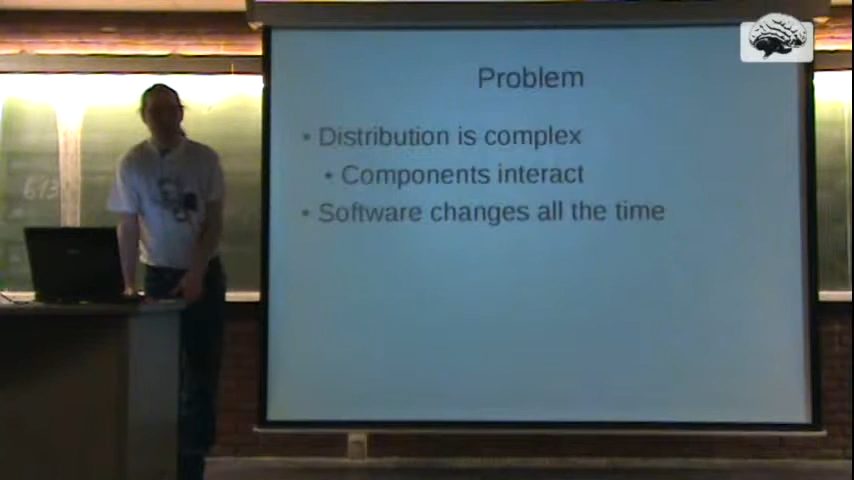 Problem
• Distribution is complex
• Components interact
• Software changes all the time